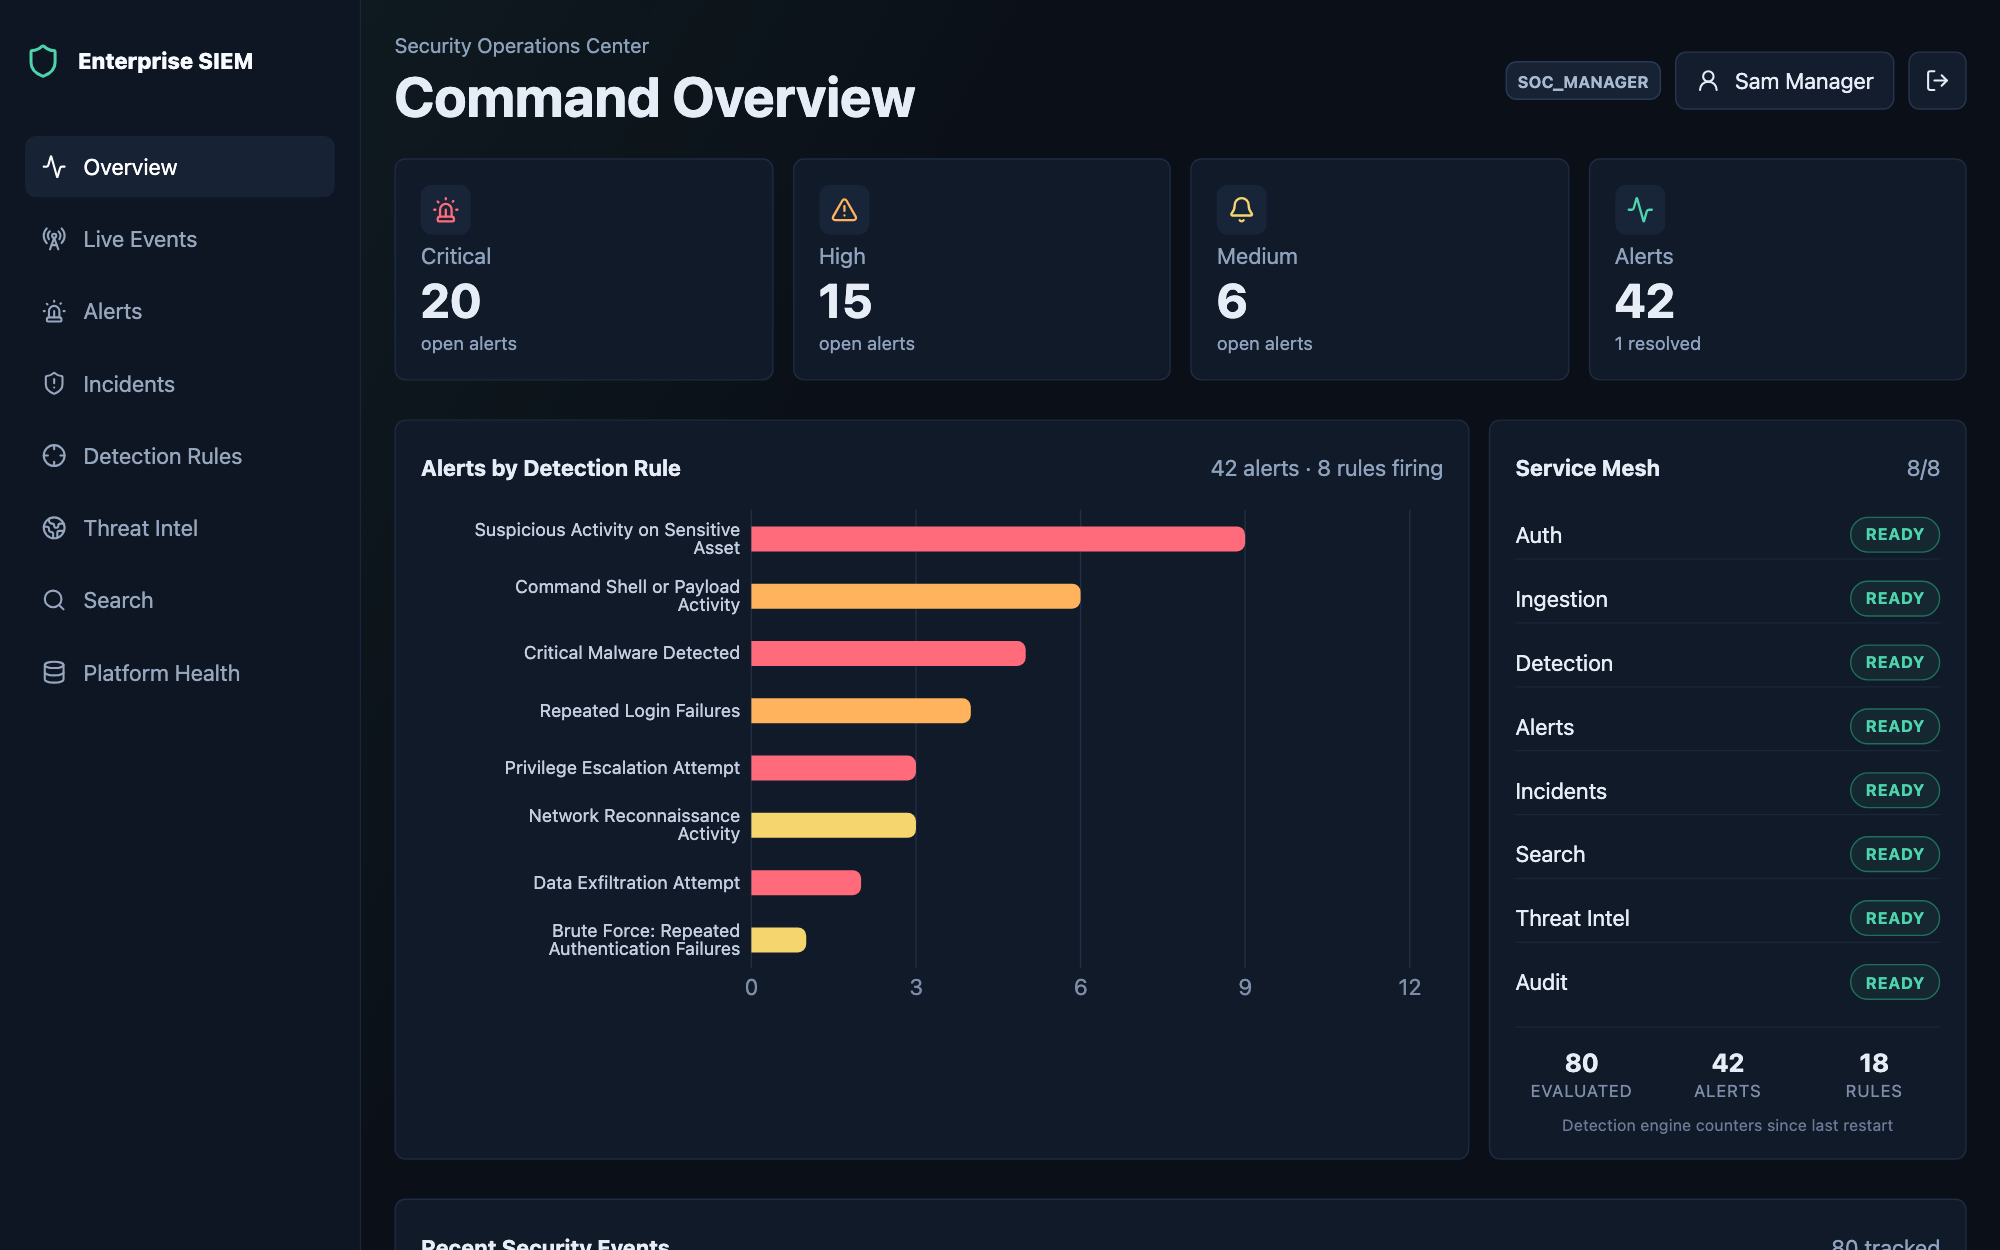 Enterprise SIEM
Overview
Live Events
Alerts
Incidents
Detection Rules
Threat Intel
Search
Platform Health
Security Operations Center
Command Overview
SOC_MANAGER
Sam Manager
Critical
20
open alerts
High
15
open alerts
Medium
6
open alerts
Alerts
42
1 resolved
Alerts by Detection Rule
42 alerts · 8 rules firing
Suspicious Activity on Sensitive
Asset
Command Shell or Payload
Activity
Critical Malware Detected
Repeated Login Failures
Privilege Escalation Attempt
Network Reconnaissance
Activity
Data Exfiltration Attempt
Brute Force: Repeated
Authentication Failures
0 3 6 9 12
Service Mesh
8/8
Auth READY
Ingestion READY
Detection READY
Alerts READY
Incidents READY
Search READY
Threat Intel READY
Audit READY
80 42 18
EVALUATED ALERTS RULES
Detection engine counters since last restart
Recent Security Events
80 tracked